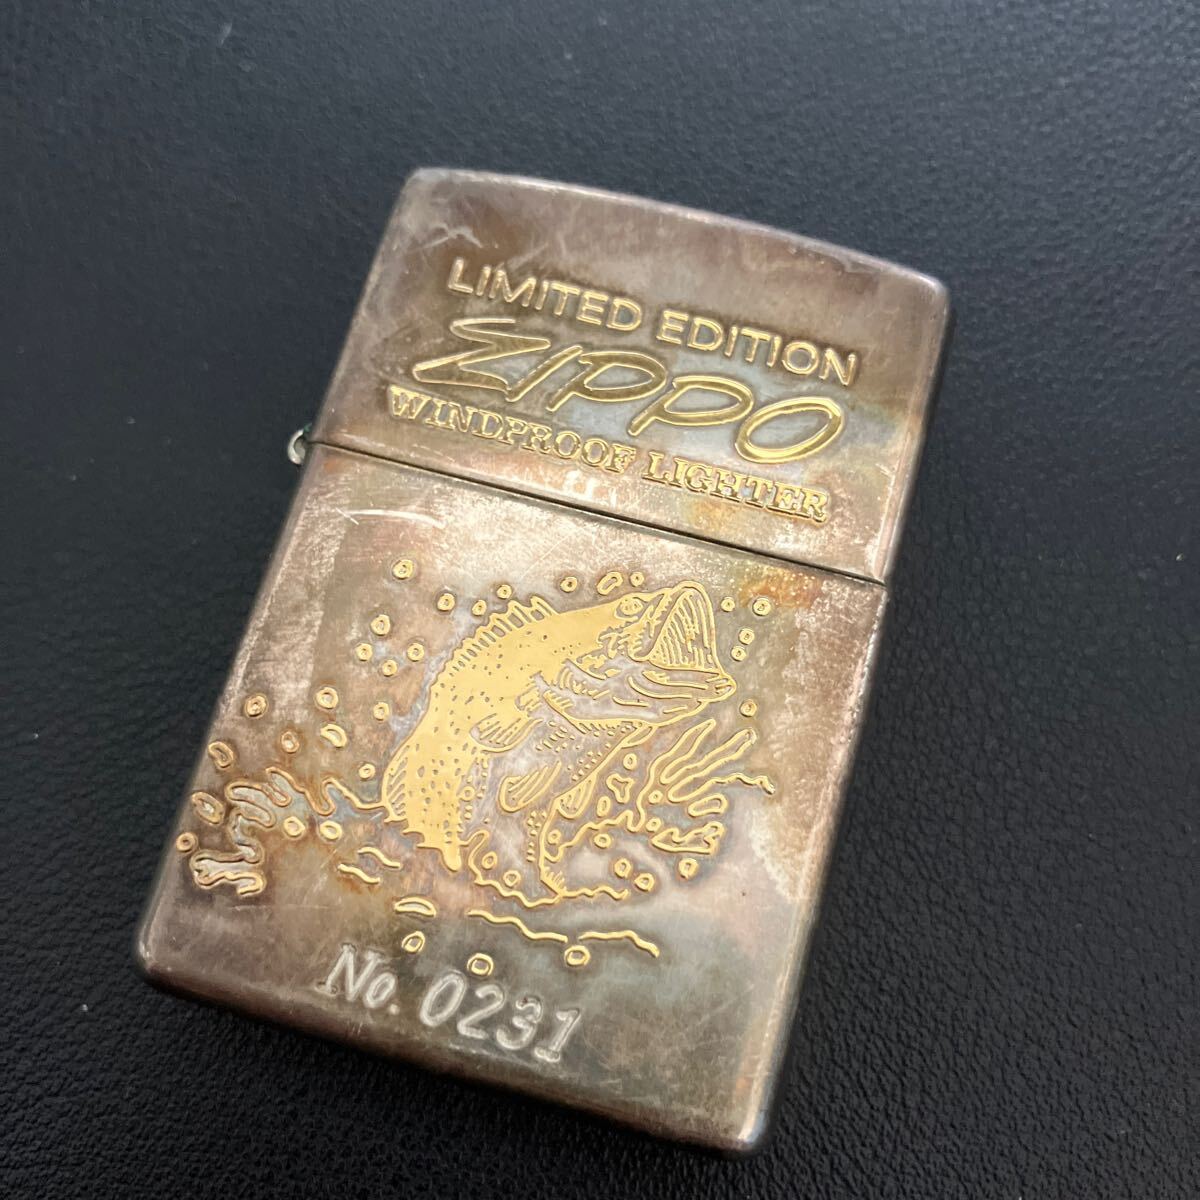 LIMITED EDITION
ZIPPO
WINDPROOF LIGHTER
No. 0231